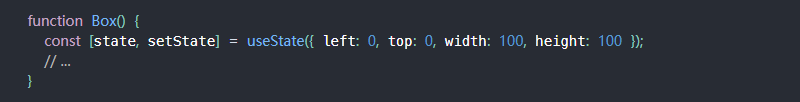 function Box() {
const [state, setState] = useState({ left: 0, top: 0, width: 100, height: 100 });
// ...
}